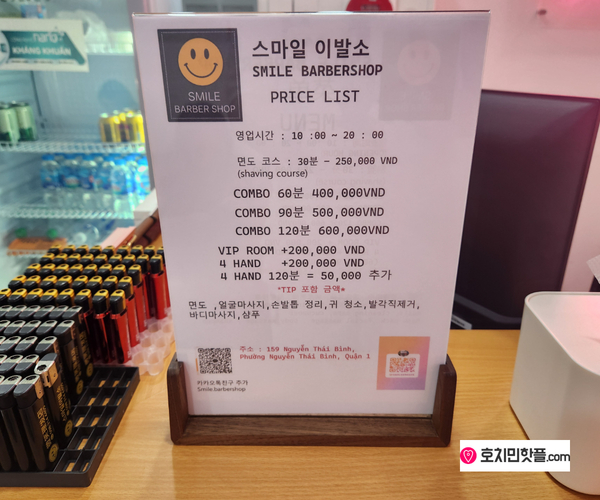 nano
KHÁNG KHUẨN
SMILE
BARBER SHOP
스마일 이발소
SMILE BARBERSHOP
PRICE LIST
영업시간 : 10 :00 ~ 20 : 00
면도 코스 : 30분 - 250,000 VND
(shaving course)
COMBO 60분 400,000VND
COMBO 90분 500,000VND
COMBO 120분 600,000VND
VIP ROOM +200,000 VND
4 HAND +200,000 VND
4 HAND 120분 = 50,000 추가
*TIP 포함 금액*
면도 ,얼굴마사지,손발톱 정리,귀 청소,발각직제거,
바디마사지,샴푸
주소 : 159 Nguyễn Thái Bình,
Phường Nguyễn Thái Bình, Quận 1
카카오톡친구 추가
Smile.barbershop
호치민핫플.com